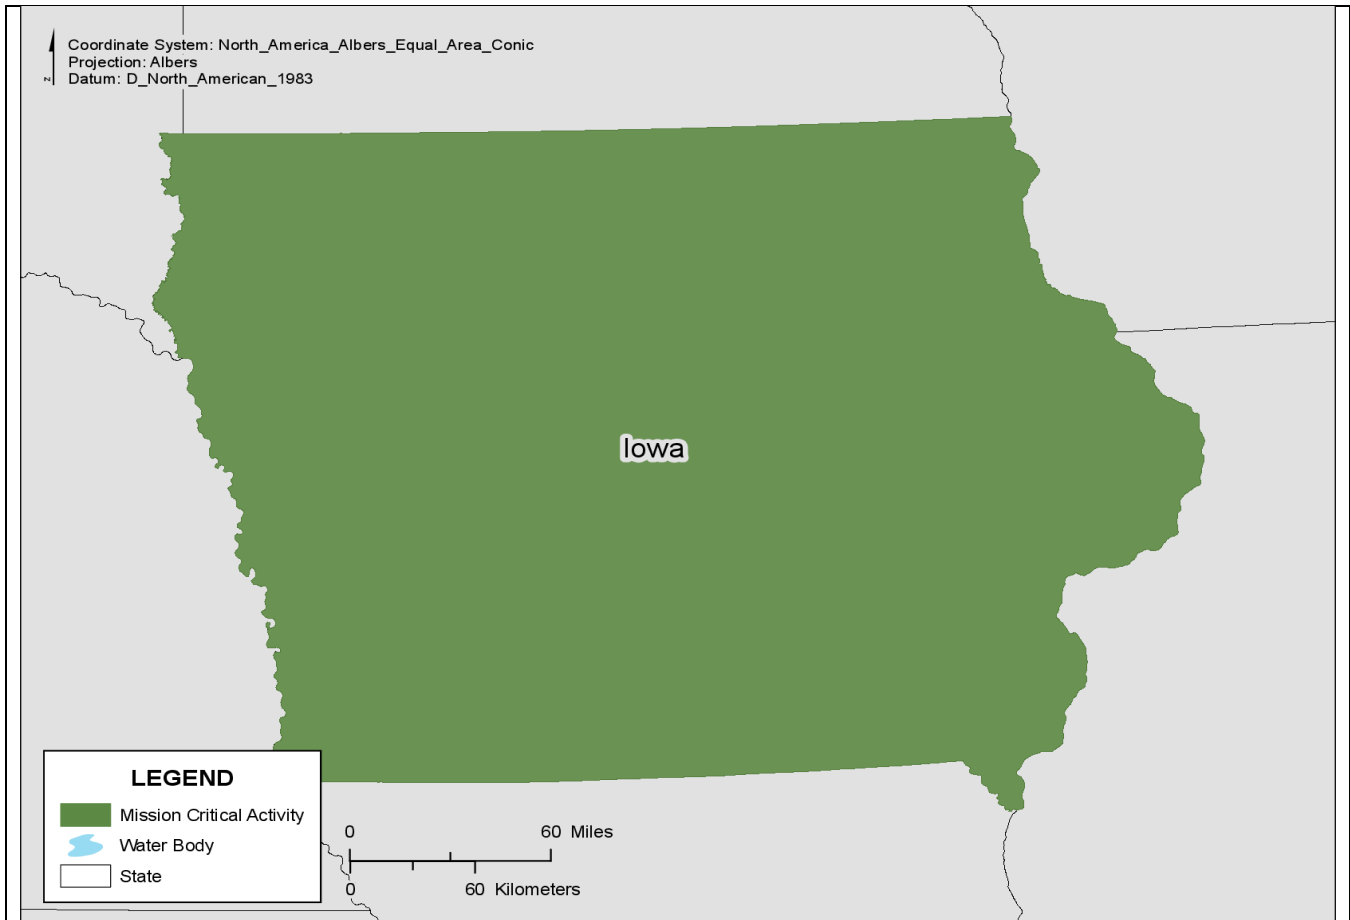 Coordinate System: North_America_Albers_Equal_Area_Conic
Projection: Albers
Datum: D_North_American_1983
z
Iowa
LEGEND
Mission Critical Activity
Water Body
State
0 60 Miles
0 60 Kilometers